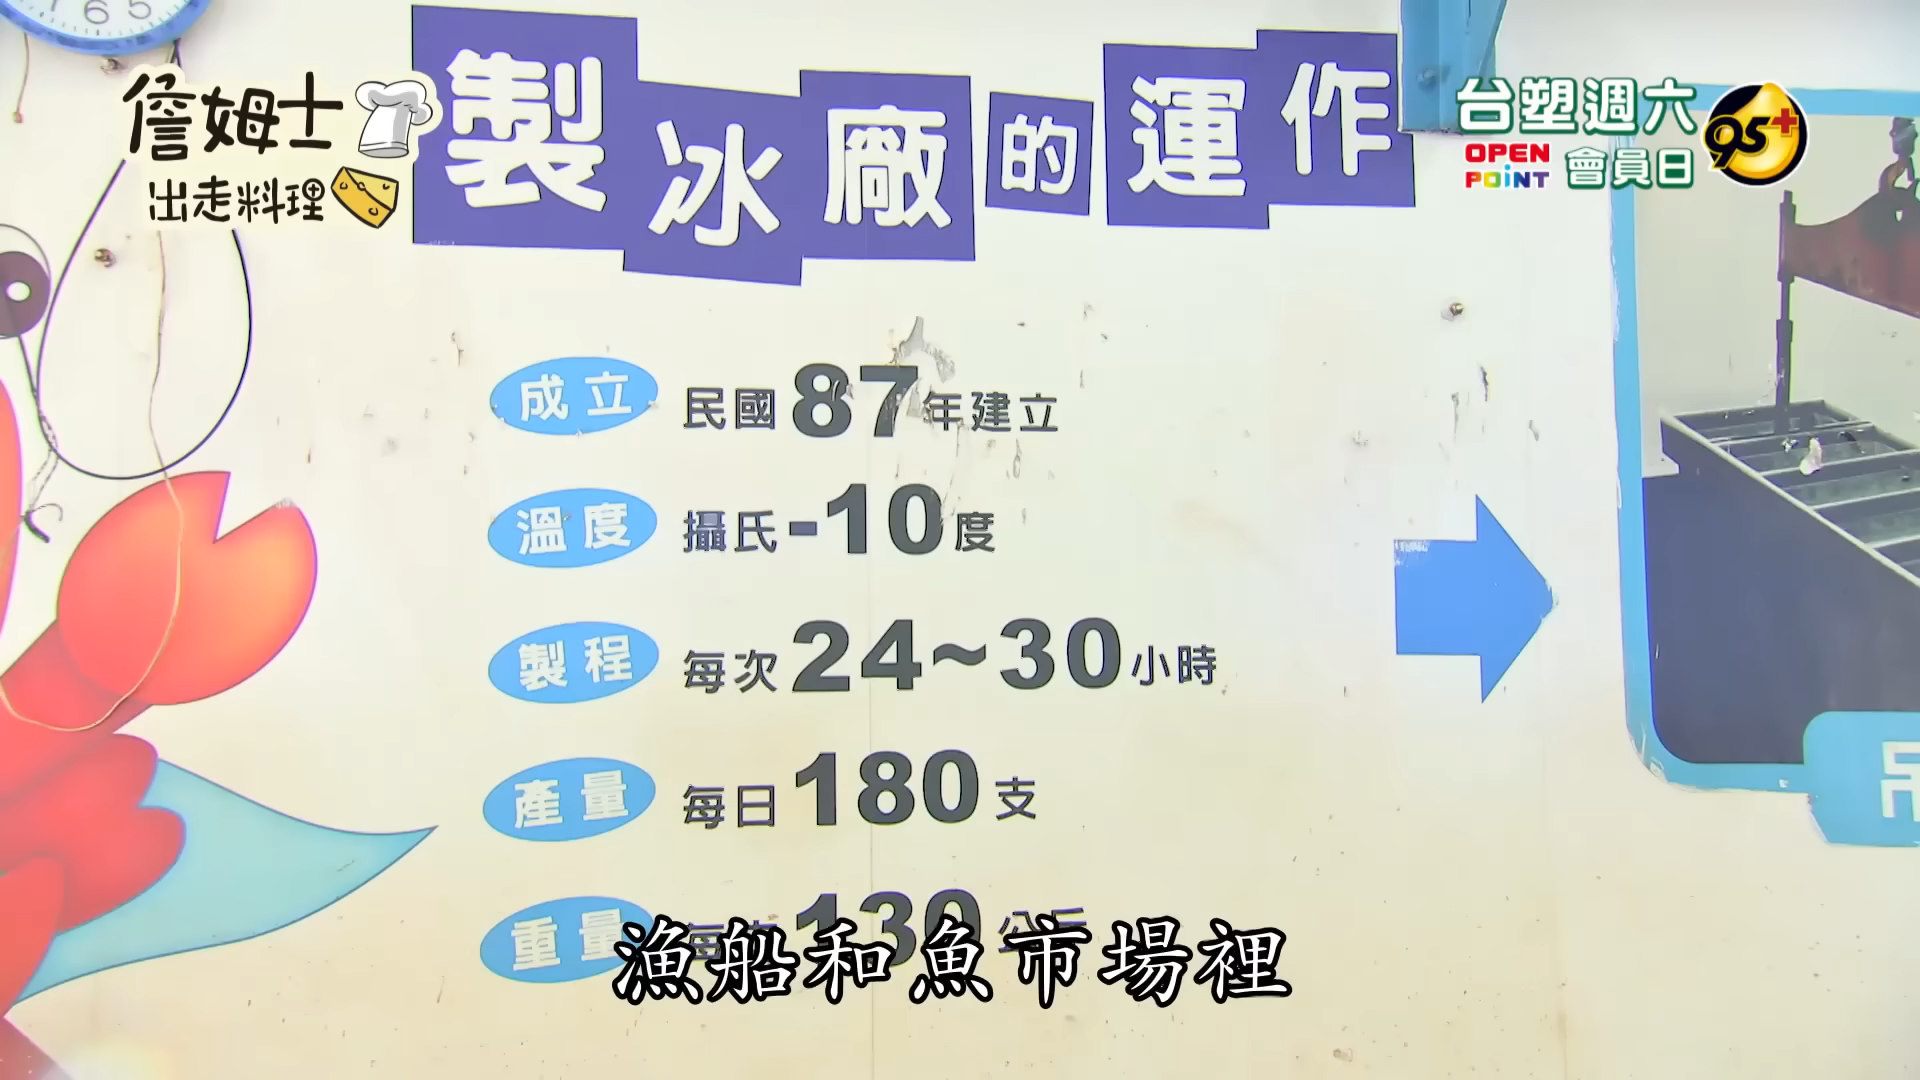 詹姆士
出走料理
製冰廠的運作
台塑週六
OPEN POINT 會員日
95+
成立 民國87年建立
溫度 攝氏-10度
製程 每次24~30小時
產量 每日180支
重量 130
漁船和魚市場裡